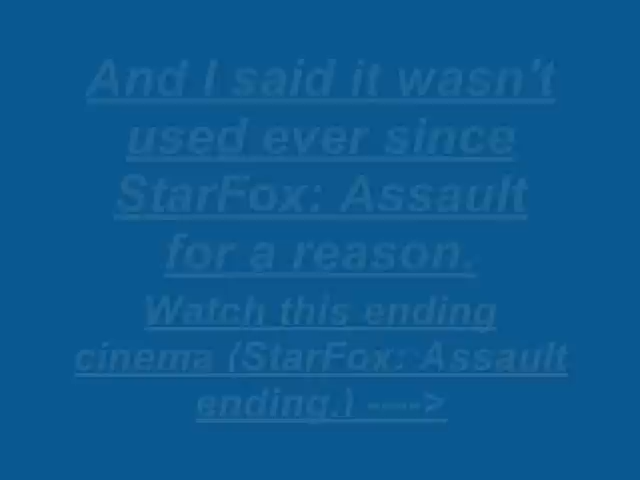 And I said it wasn't
used ever since
StarFox: Assault
for a reason.
Watch this ending
cinema (StarFox: Assault
ending.) ---->